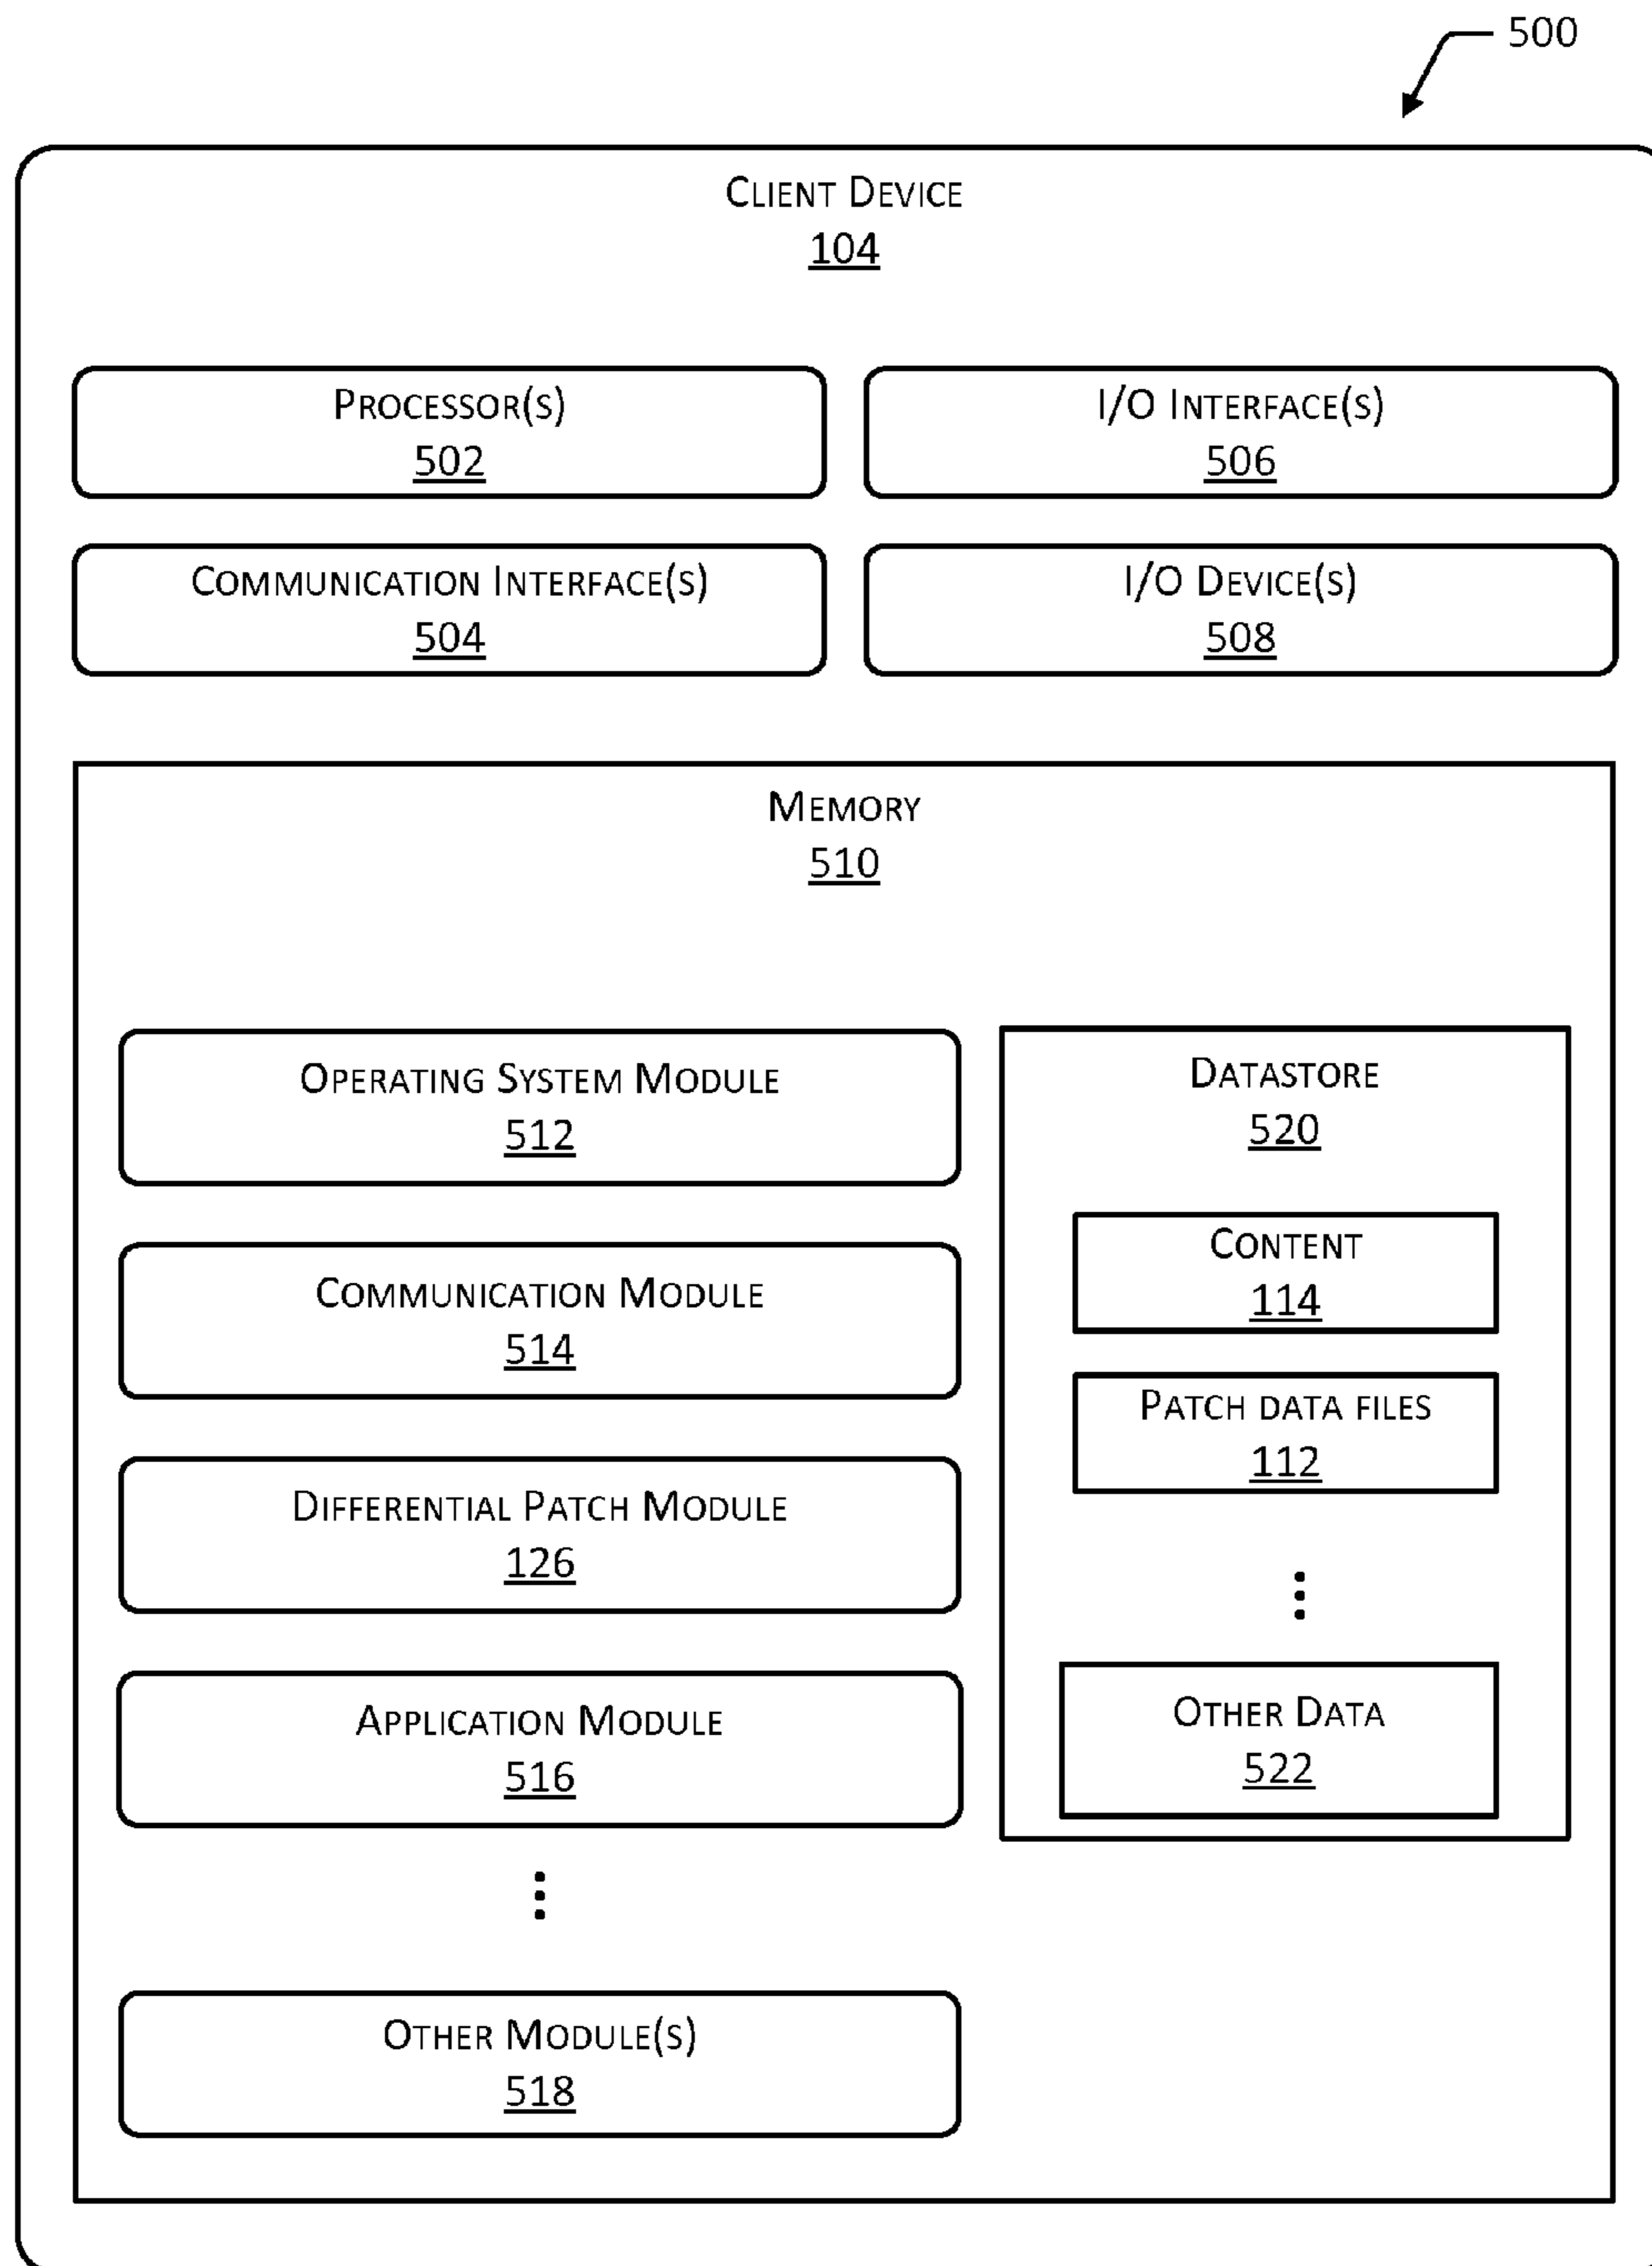 500
CLIENT DEVICE
104
PROCESSOR(S)
502
I/O INTERFACE(S)
506
COMMUNICATION INTERFACE(S)
504
I/O DEVICE(S)
508
MEMORY
510
OPERATING SYSTEM MODULE
512
COMMUNICATION MODULE
514
DIFFERENTIAL PATCH MODULE
126
APPLICATION MODULE
516
OTHER MODULE(S)
518
DATASTORE
520
CONTENT
114
PATCH DATA FILES
112
OTHER DATA
522